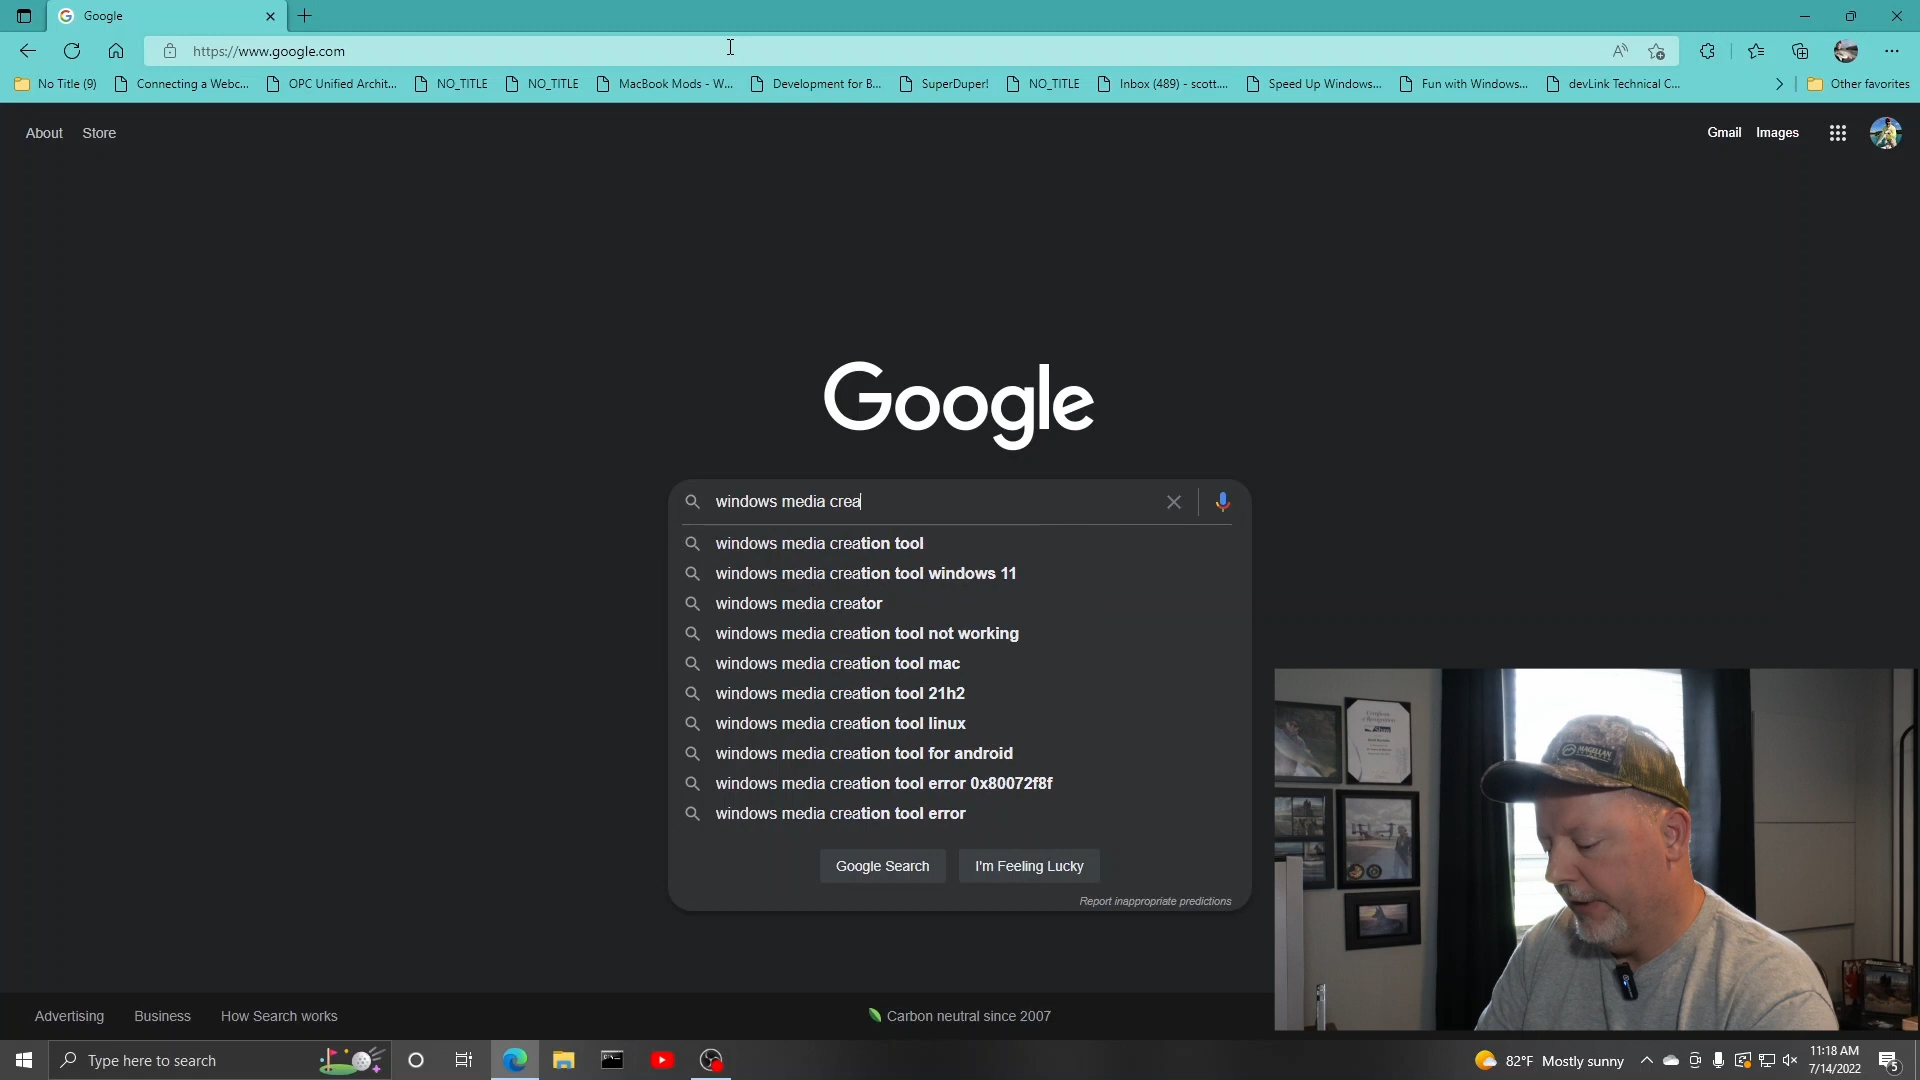 Google
https://www.google.com
No Title (9)
Connecting a Webc...
OPC Unified Archit...
NO_TITLE
NO_TITLE
MacBook Mods - W...
Development for B...
SuperDuper!
NO_TITLE
Inbox (489) - scott....
Speed Up Windows...
Fun with Windows...
devLink Technical C...
Other favorites
About
Store
Gmail
Images
Google
windows media crea
windows media creation tool
windows media creation tool windows 11
windows media creator
windows media creation tool not working
windows media creation tool mac
windows media creation tool 21h2
windows media creation tool linux
windows media creation tool for android
windows media creation tool error 0x80072f8f
windows media creation tool error
Google Search
I'm Feeling Lucky
Report inappropriate predictions
MAGELLAN
Advertising
Business
How Search works
Carbon neutral since 2007
Type here to search
82°F Mostly sunny
11:18 AM
7/14/2022
5